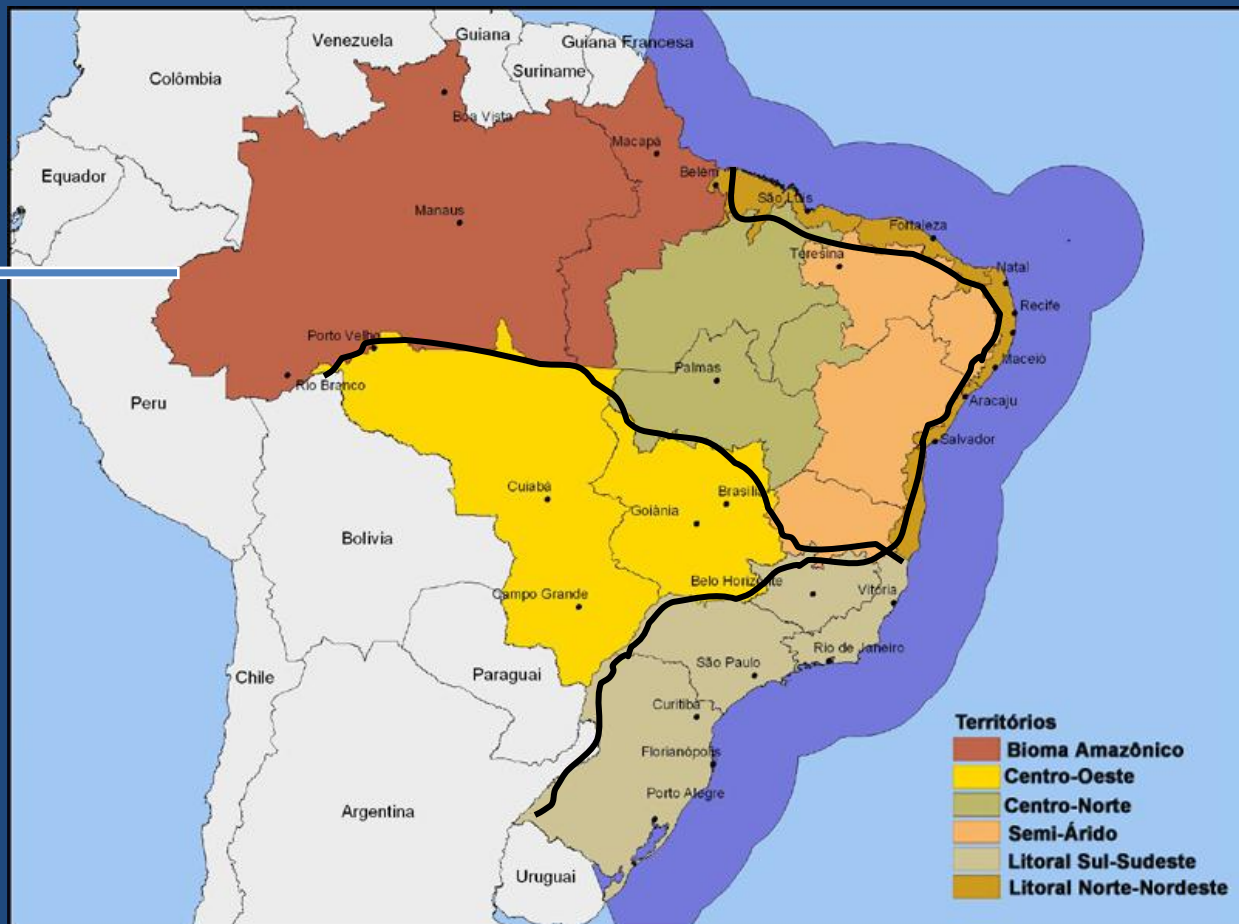 Venezuela
Guiana
Guiana Francesa
Suriname
Colômbia
Boa Vista
Macapá
Equador
Belém
São Luis
Manaus
Fortaleza
Teresina
Natal
Recife
Porto Velho
Maceió
Palmas
Rio Branco
Peru
Aracaju
Salvador
Cuiabá
Brasília
Goiânia
Bolivia
Belo Horizonte
Campo Grande
Vitória
Rio de Janeiro
São Paulo
Chile
Paraguai
Curitiba
Florianópolis
Porto Alegre
Argentina
Uruguai
Territórios
Bioma Amazônico
Centro-Oeste
Centro-Norte
Semi-Árido
Litoral Sul-Sudeste
Litoral Norte-Nordeste